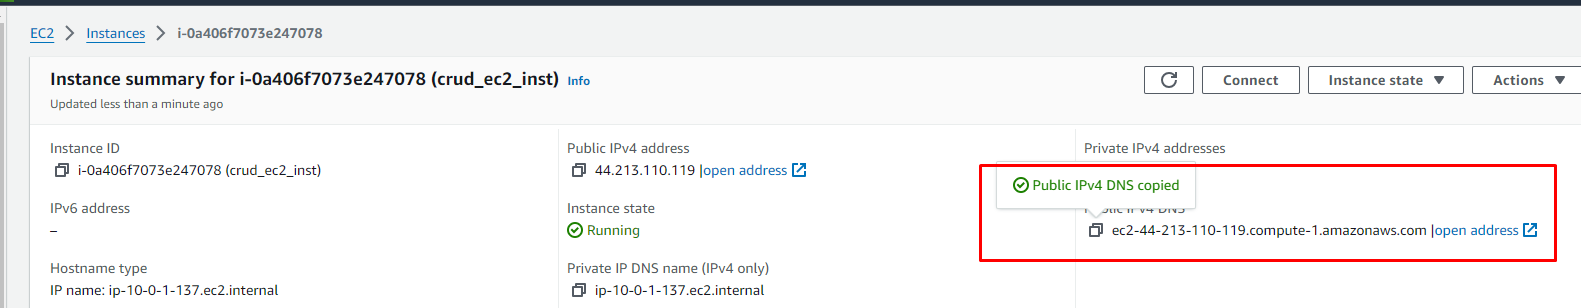 EC2 > Instances > i-0a406f7073e247078
Instance summary for i-0a406f7073e247078 (crud_ec2_inst) Info
Connect
Instance state
Actions
Updated less than a minute ago
Instance ID
i-0a406f7073e247078 (crud_ec2_inst)
Public IPv4 address
44.213.110.119 |open address
Private IPv4 addresses
Public IPv4 DNS copied
IPv6 address
–
Instance state
Running
Public IPv4 DNS
ec2-44-213-110-119.compute-1.amazonaws.com |open address
Hostname type
IP name: ip-10-0-1-137.ec2.internal
Private IP DNS name (IPv4 only)
ip-10-0-1-137.ec2.internal